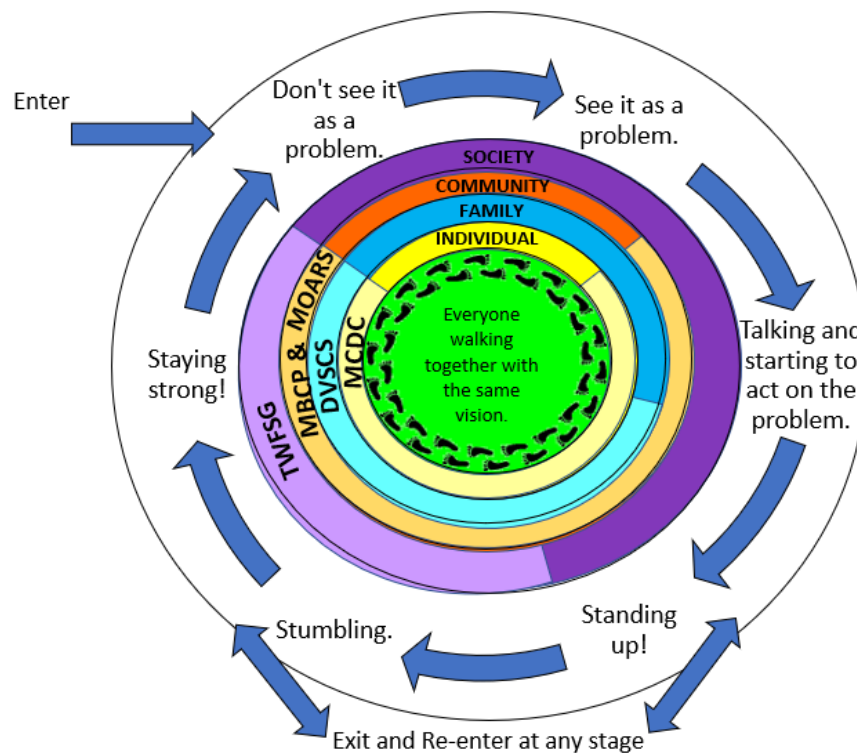 Enter
Don't see it
as a
problem.
See it as a
problem.
Talking and
starting to
act on the
problem.
Standing
up!
Stumbling.
Staying
strong!
Exit and Re-enter at any stage
SOCIETY
COMMUNITY
FAMILY
INDIVIDUAL
TWFSG
MBCP & MOARS
DVSCS
MCDC
Everyone
walking
together with
the same
vision.